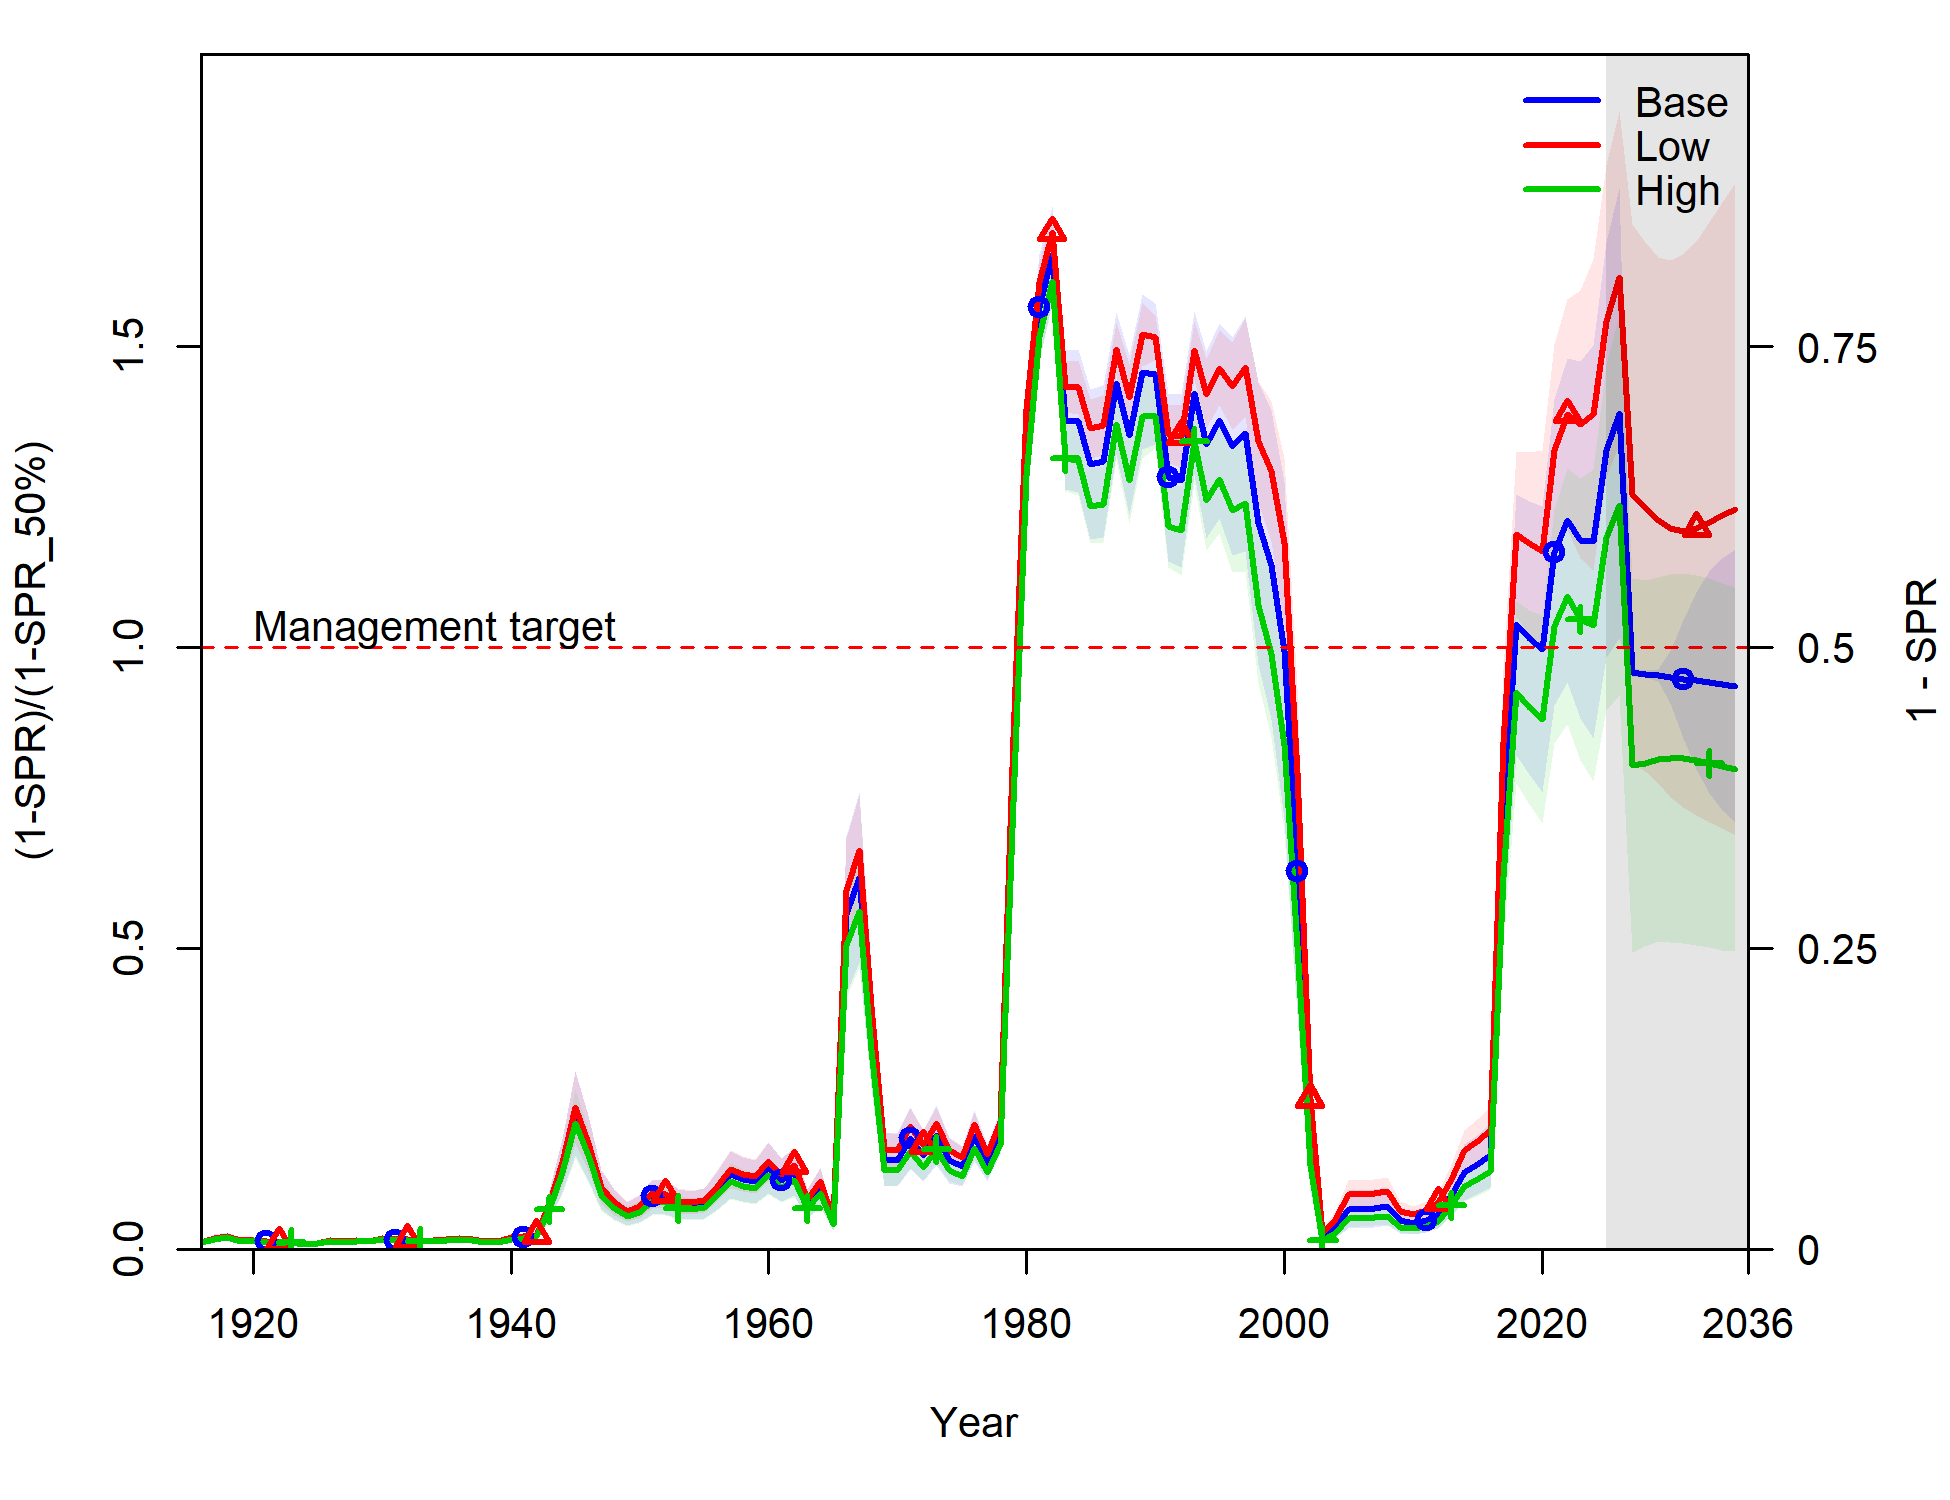 Base
Low
High
Management target
(1-SPR)/(1-SPR_50%)
0.0
0.5
1.0
1.5
1 - SPR
0
0.25
0.5
0.75
1920
1940
1960
1980
2000
2020
2036
Year